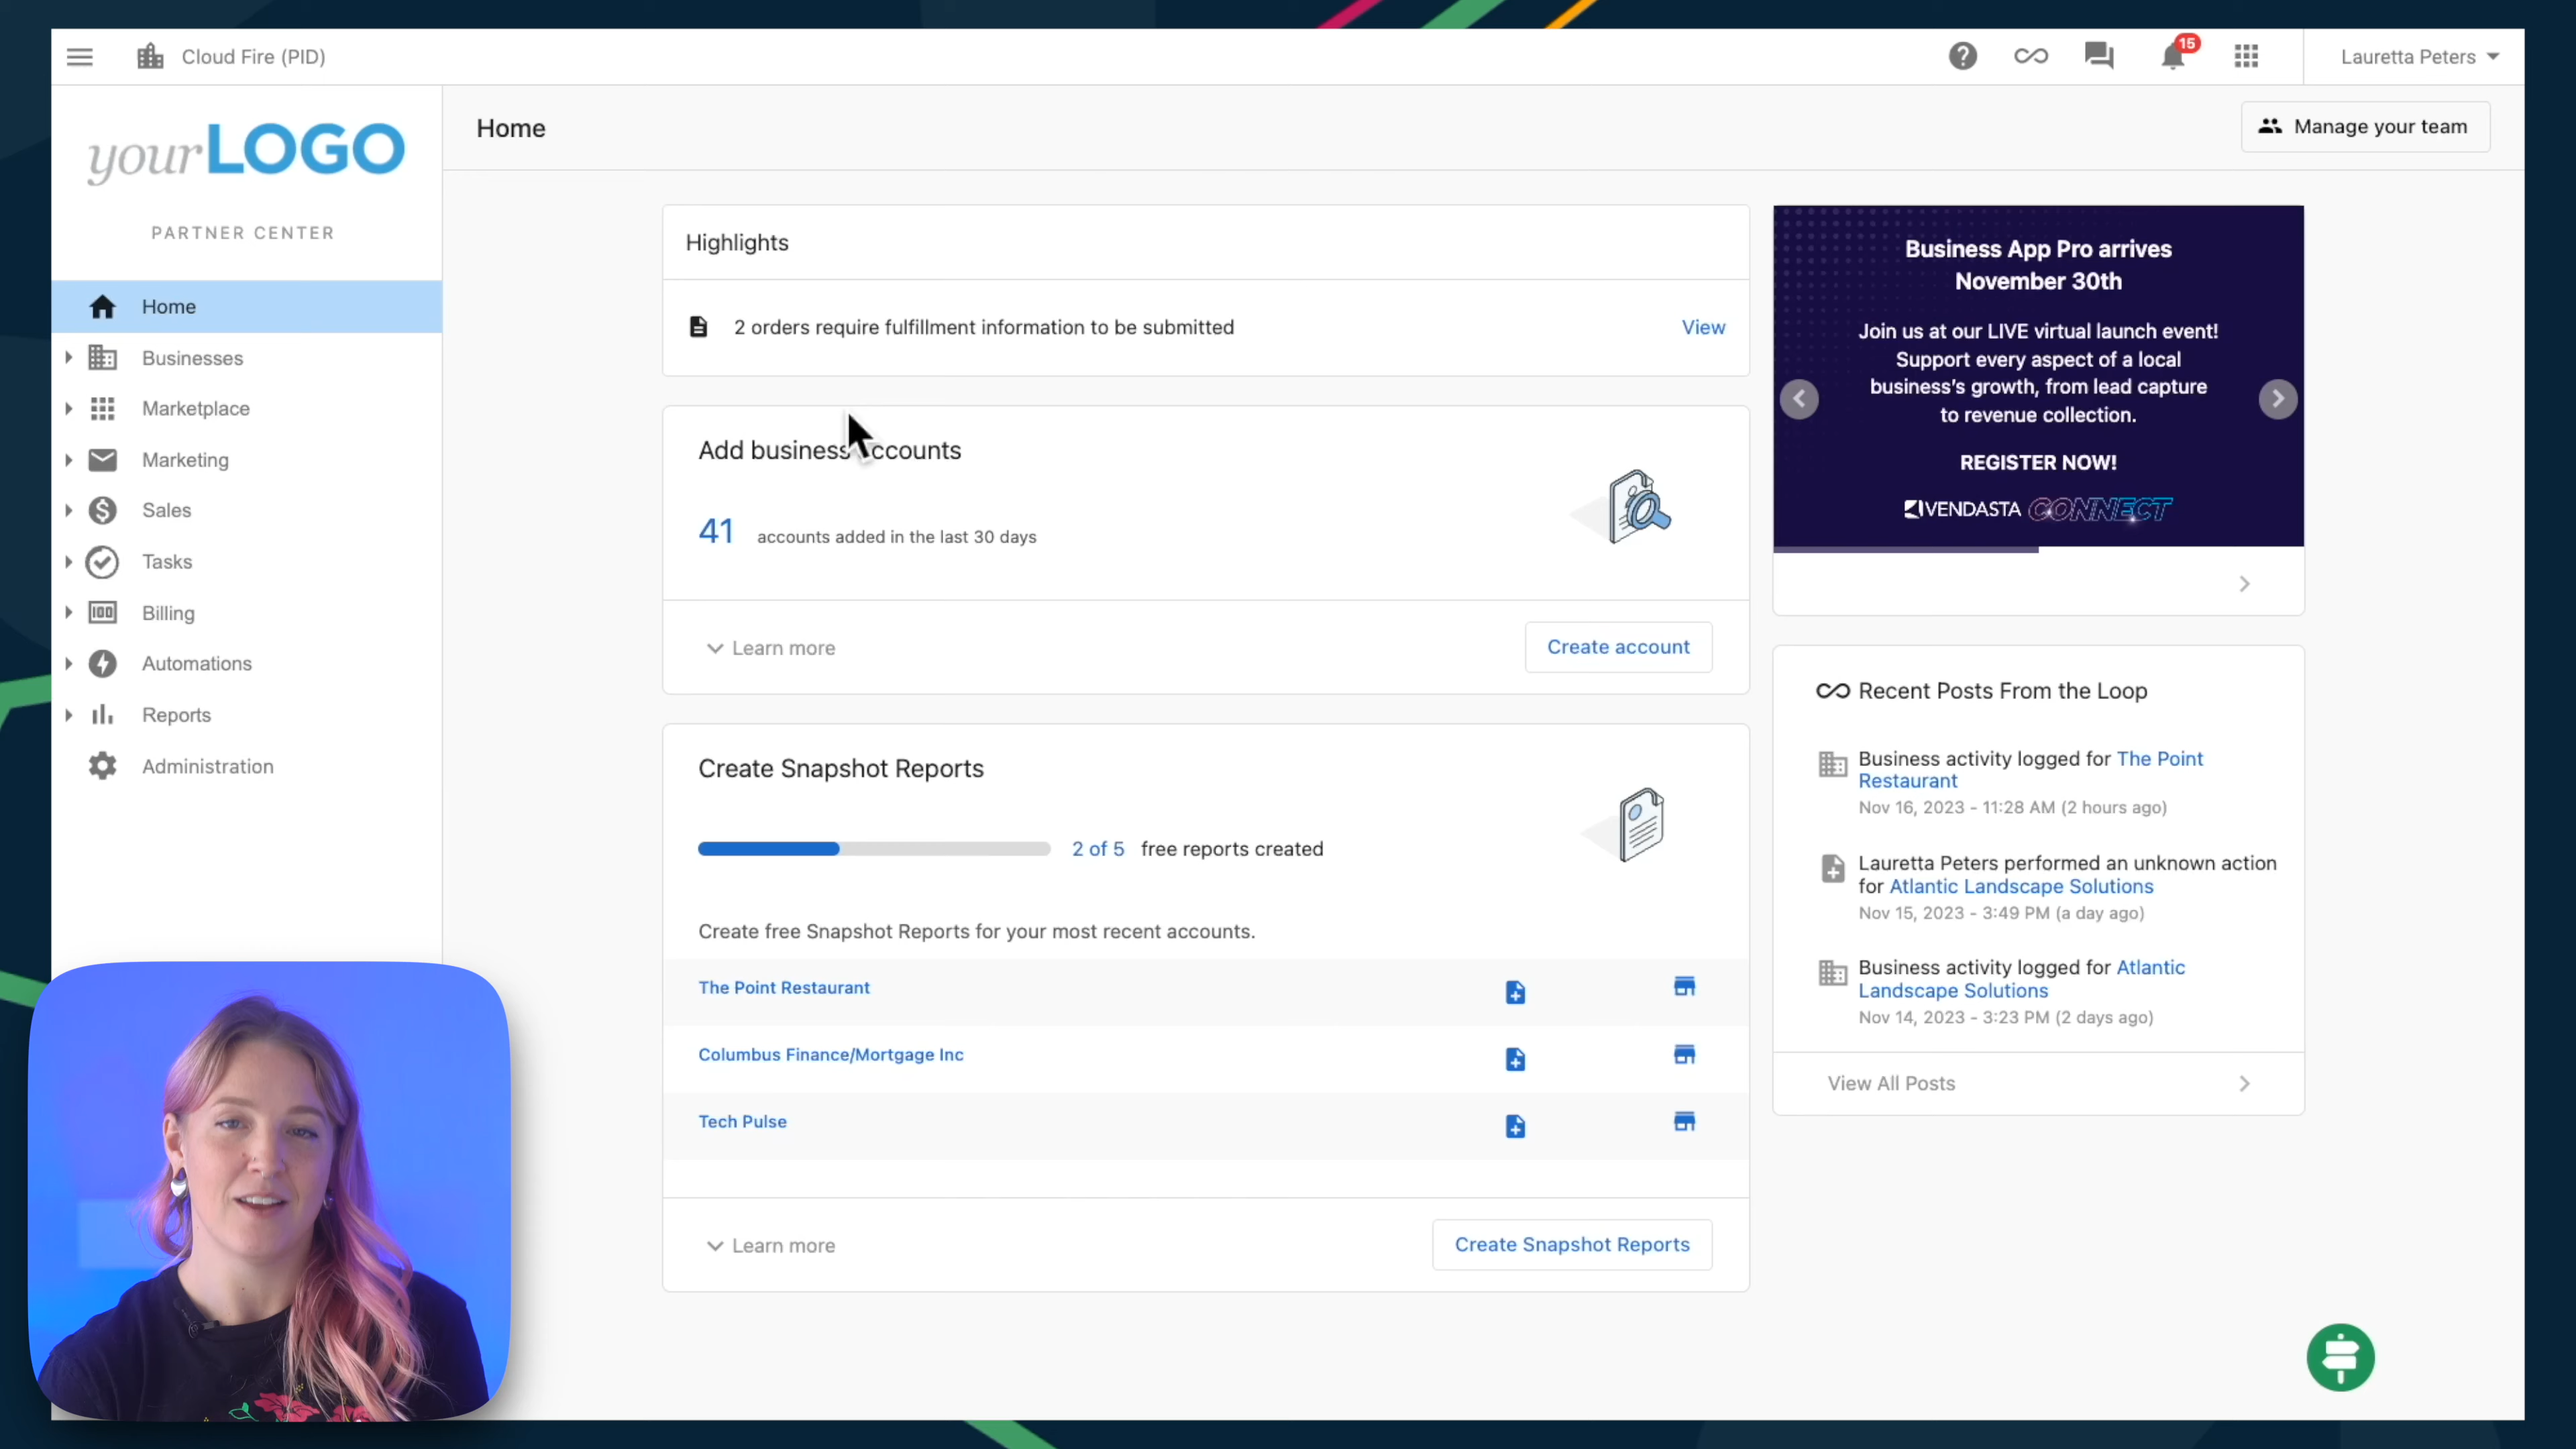 Cloud Fire (PID)
15
Lauretta Peters
yourLOGO
PARTNER CENTER
Home
Businesses
Marketplace
Marketing
Sales
Tasks
Billing
Automations
Reports
Administration
Home
Manage your team
Highlights
2 orders require fulfillment information to be submitted
View
Add business accounts
41 accounts added in the last 30 days
Learn more
Create account
Create Snapshot Reports
2 of 5 free reports created
Create free Snapshot Reports for your most recent accounts.
The Point Restaurant
Columbus Finance/Mortgage Inc
Tech Pulse
Learn more
Create Snapshot Reports
Business App Pro arrives
November 30th
Join us at our LIVE virtual launch event!
Support every aspect of a local
business's growth, from lead capture
to revenue collection.
REGISTER NOW!
VENDASTA CONNECT
Recent Posts From the Loop
Business activity logged for The Point
Restaurant
Nov 16, 2023 - 11:28 AM (2 hours ago)
Lauretta Peters performed an unknown action
for Atlantic Landscape Solutions
Nov 15, 2023 - 3:49 PM (a day ago)
Business activity logged for Atlantic
Landscape Solutions
Nov 14, 2023 - 3:23 PM (2 days ago)
View All Posts